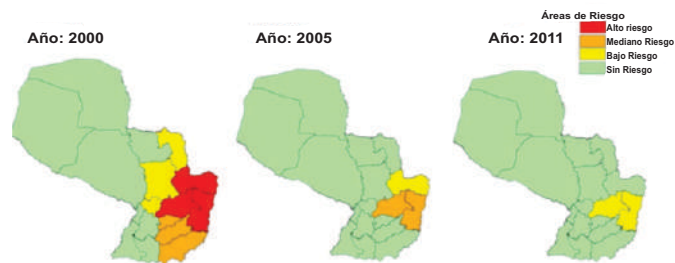 Áreas de Riesgo
Año: 2000
Año: 2005
Año: 2011
Alto riesgo
Mediano Riesgo
Bajo Riesgo
Sin Riesgo